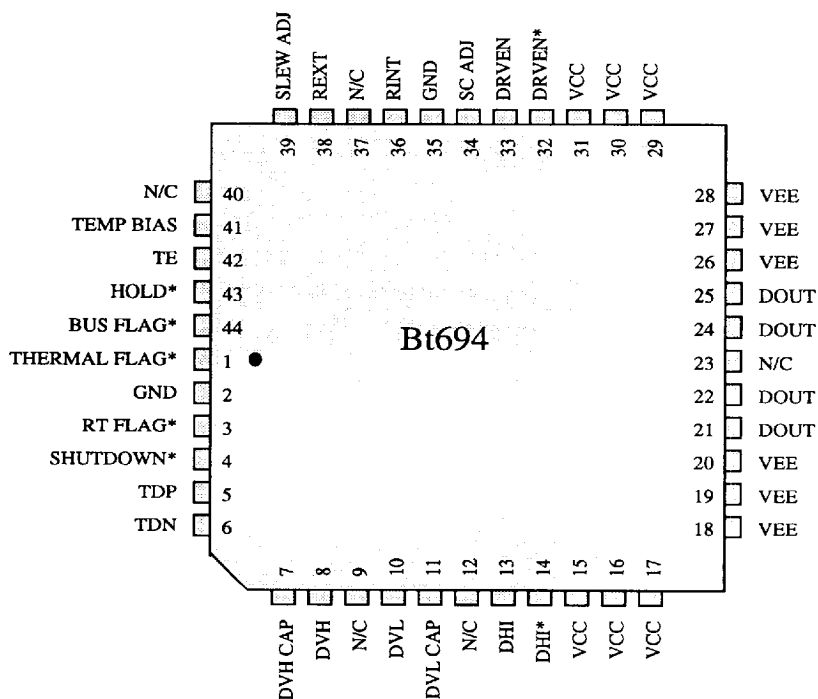 SLEW ADJ
REXT
N/C
RINT
GND
SC ADJ
DRVEN
DRVEN*
VCC
VCC
VCC
39
38
37
36
35
34
33
32
31
30
29
N/C 40
TEMP BIAS 41
TE 42
HOLD* 43
BUS FLAG* 44
THERMAL FLAG* 1
GND 2
RT FLAG* 3
SHUTDOWN* 4
TDP 5
TDN 6
Bt694
28 VEE
27 VEE
26 VEE
25 DOUT
24 DOUT
23 N/C
22 DOUT
21 DOUT
20 VEE
19 VEE
18 VEE
7
8
9
10
11
12
13
14
15
16
17
DVH CAP
DVH
N/C
DVL
DVL CAP
N/C
DHI
DHI*
VCC
VCC
VCC